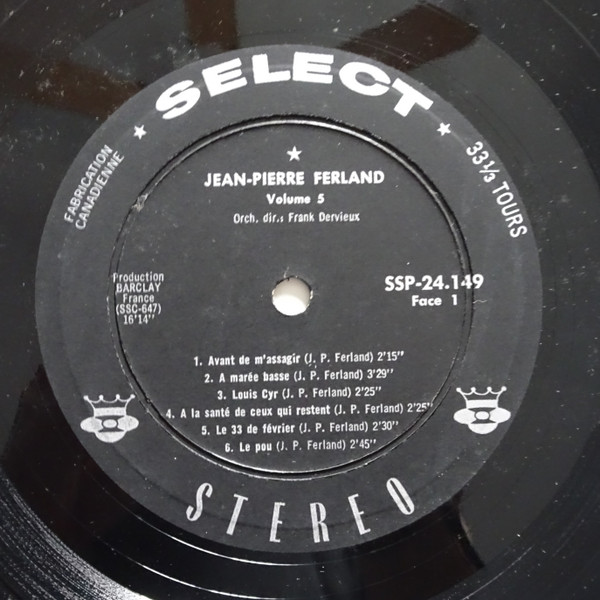 SELECT
FABRICATION
CANADIENNE
33⅓ TOURS
JEAN-PIERRE FERLAND
Volume 5
Orch. dir.: Frank Dervieux
Production
BARCLAY
France
(SSC-647)
16'14"
SSP-24.149
Face 1
1. Avant de m'assagir (J. P. Ferland) 2'15"
2. A marée basse (J. P. Ferland) 3'29"
3. Louis Cyr (J. P. Ferland) 2'25"
4. A la santé de ceux qui restent (J. P. Ferland) 2'25"
5. Le 33 de février (J. P. Ferland) 2'30"
6. Le pou (J. P. Ferland) 2'45"
STEREO